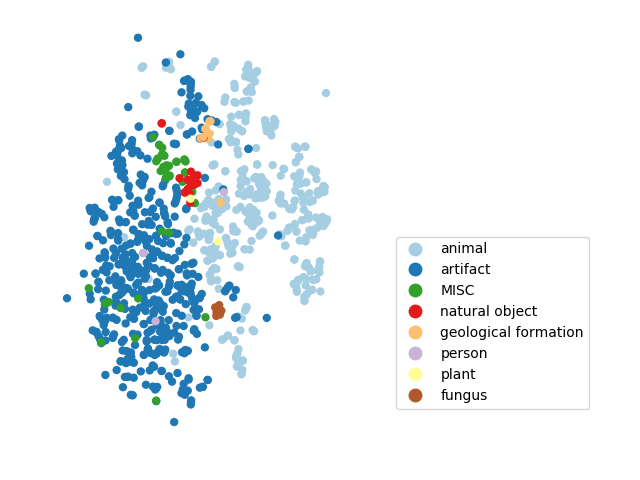 animal
artifact
MISC
natural object
geological formation
person
plant
fungus